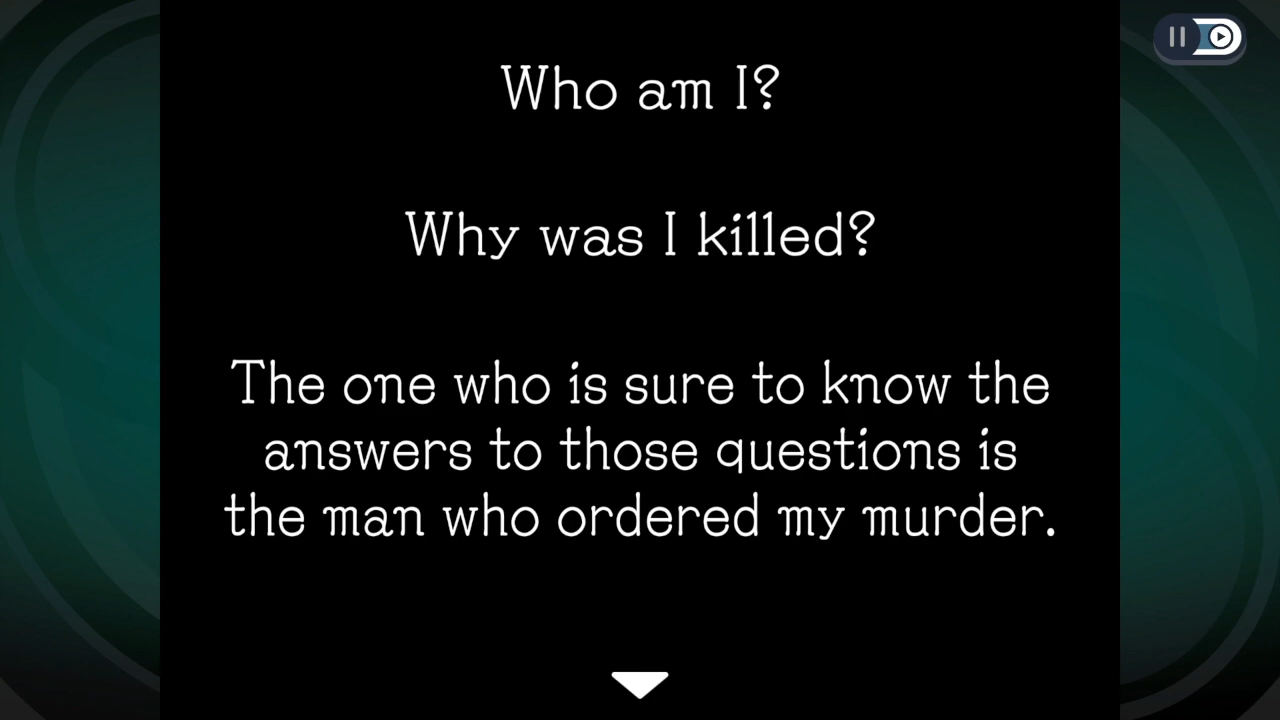 Who am I?
Why was I killed?
The one who is sure to know the
answers to those questions is
the man who ordered my murder.